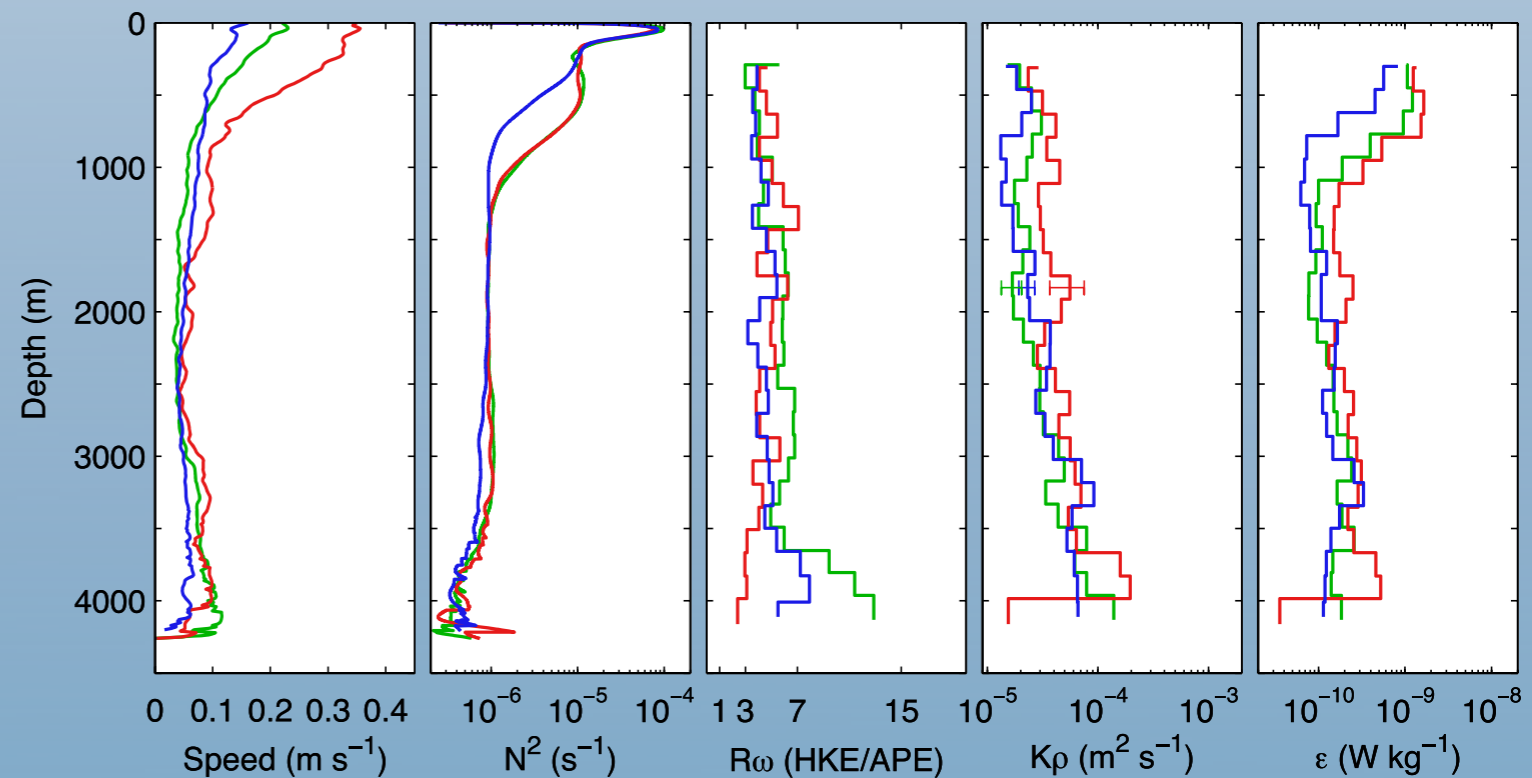 0
1000
2000
3000
4000
Depth (m)
0 0.1 0.2 0.3 0.4
Speed (m s⁻¹)
10⁻⁶ 10⁻⁵ 10⁻⁴
N² (s⁻¹)
1 3 7 15
Rω (HKE/APE)
10⁻⁵ 10⁻⁴ 10⁻³
Kρ (m² s⁻¹)
10⁻¹⁰ 10⁻⁹ 10⁻⁸
ε (W kg⁻¹)